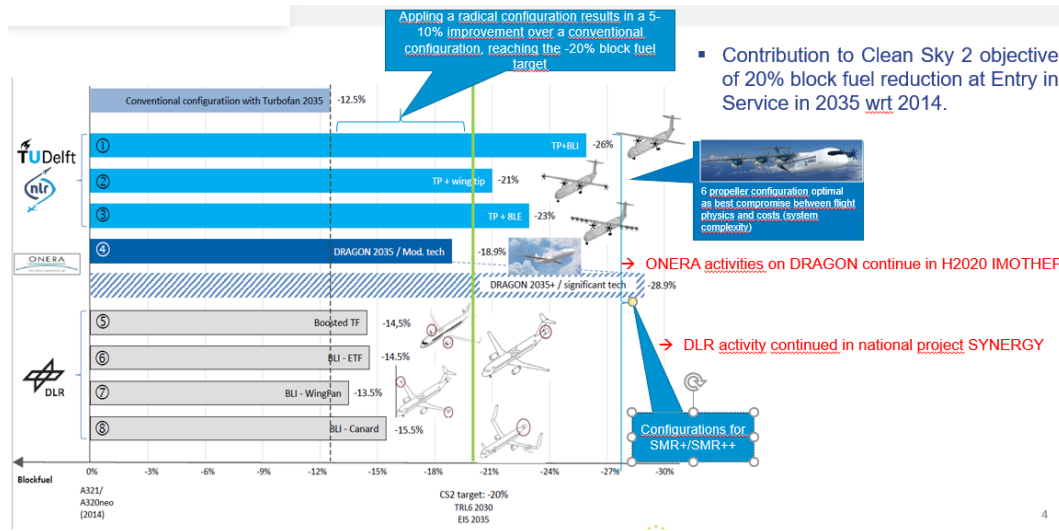 Appling a radical configuration results in a 5-
10% improvement over a conventional
configuration, reaching the -20% block fuel
target
▪ Contribution to Clean Sky 2 objective
of 20% block fuel reduction at Entry in
Service in 2035 wrt 2014.
Conventional configuratiion with Turbofan 2035
-12.5%
TUDelft
nlr
① TP+BLI -26%
② TP + wing tip -21%
③ TP + BLE -23%
6 propeller configuration optimal
as best compromise between flight
physics and costs (system
complexity)
ONERA
④ DRAGON 2035 / Mod. tech -18.9%
→ ONERA activities on DRAGON continue in H2020 IMOTHEP
DRAGON 2035+ / significant tech -28.9%
DLR
⑤ Boosted TF -14,5%
⑥ BLI - ETF -14.5%
⑦ BLI - WingFan -13.5%
⑧ BLI - Canard -15.5%
→ DLR activity continued in national project SYNERGY
Configurations for
SMR+/SMR++
Blockfuel
0% -3% -6% -9% -12% -15% -18% -21% -24% -27% -30%
A321/
A320neo
(2014)
CS2 target: -20%
TRL6 2030
EIS 2035
4